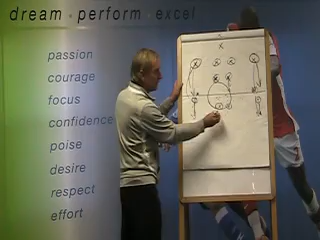 dream • perform • excel
passion
courage
focus
confidence
poise
desire
respect
effort
X